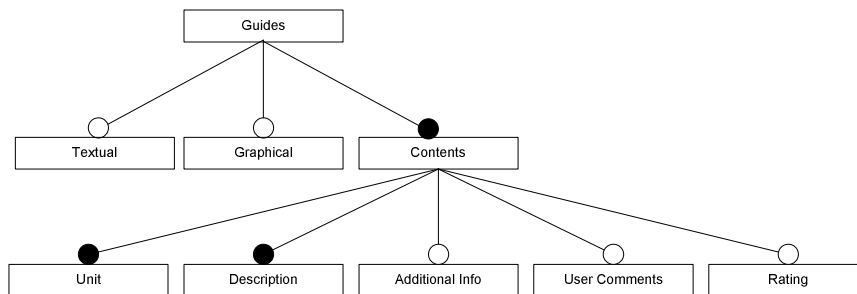 Guides
Textual
Graphical
Contents
Unit
Description
Additional Info
User Comments
Rating